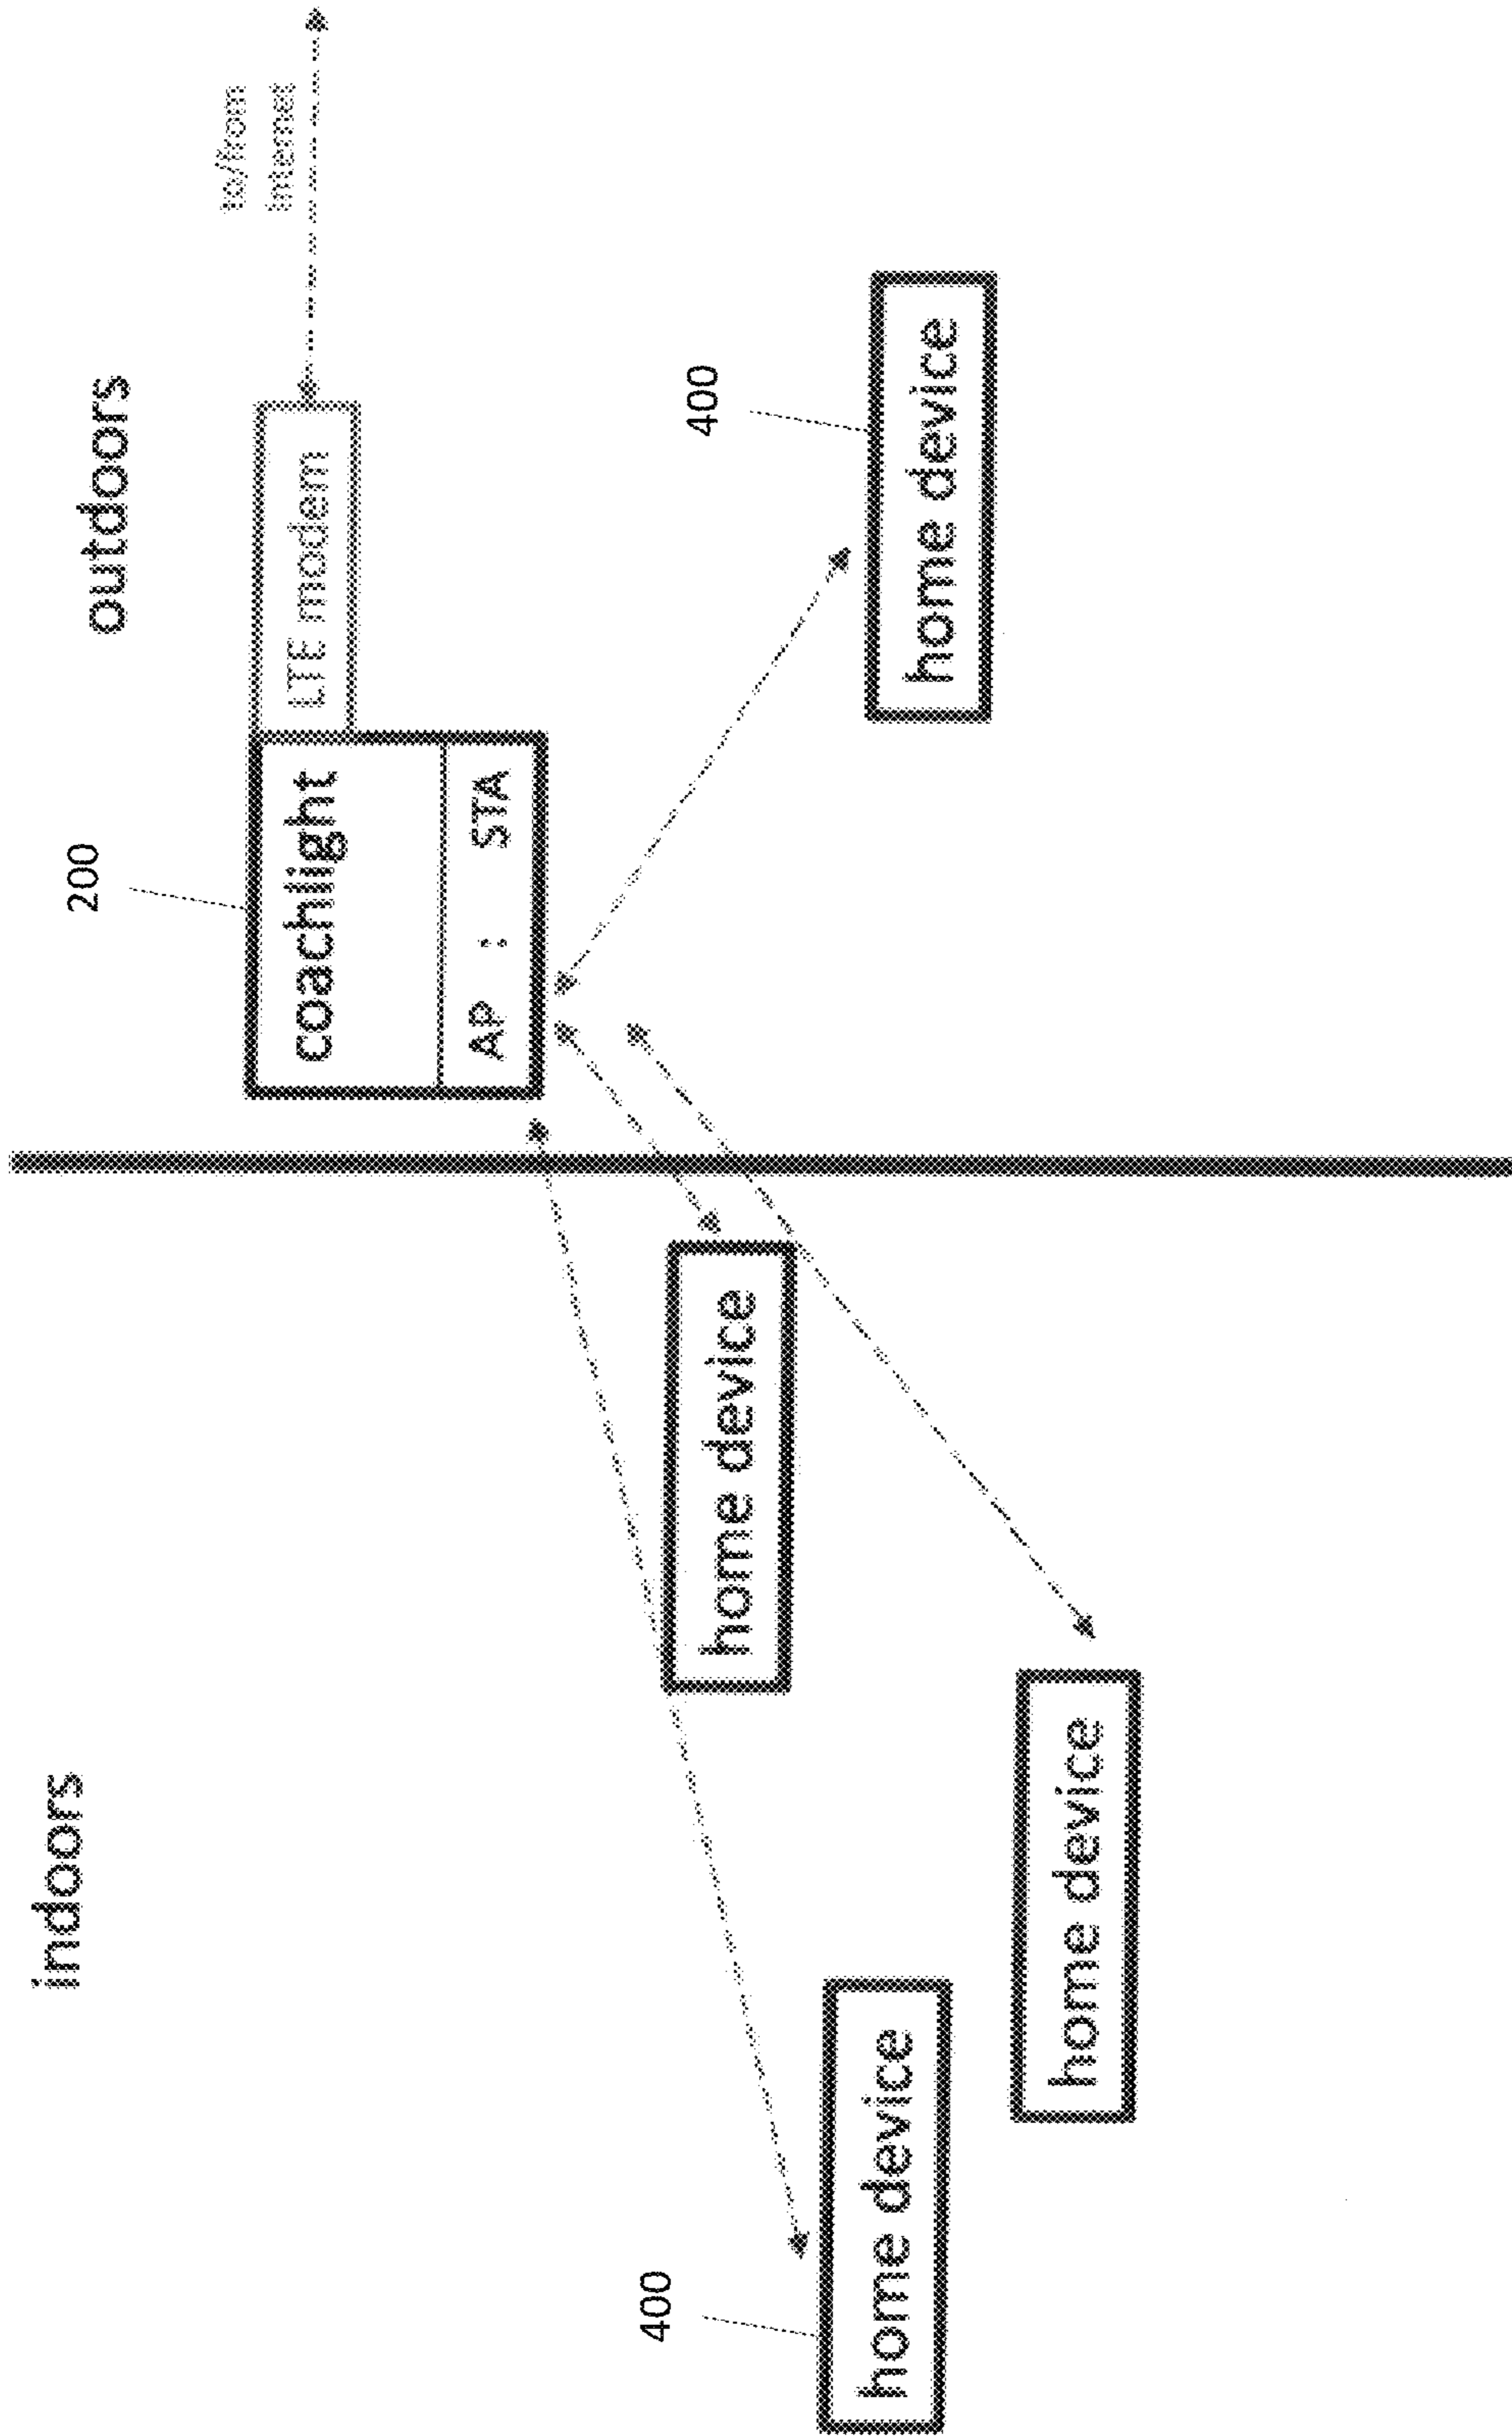 indoors
outdoors
200
coachlight
LTE modem
to/from
Internet
AP : STA
400
home device
home device
home device
400
home device